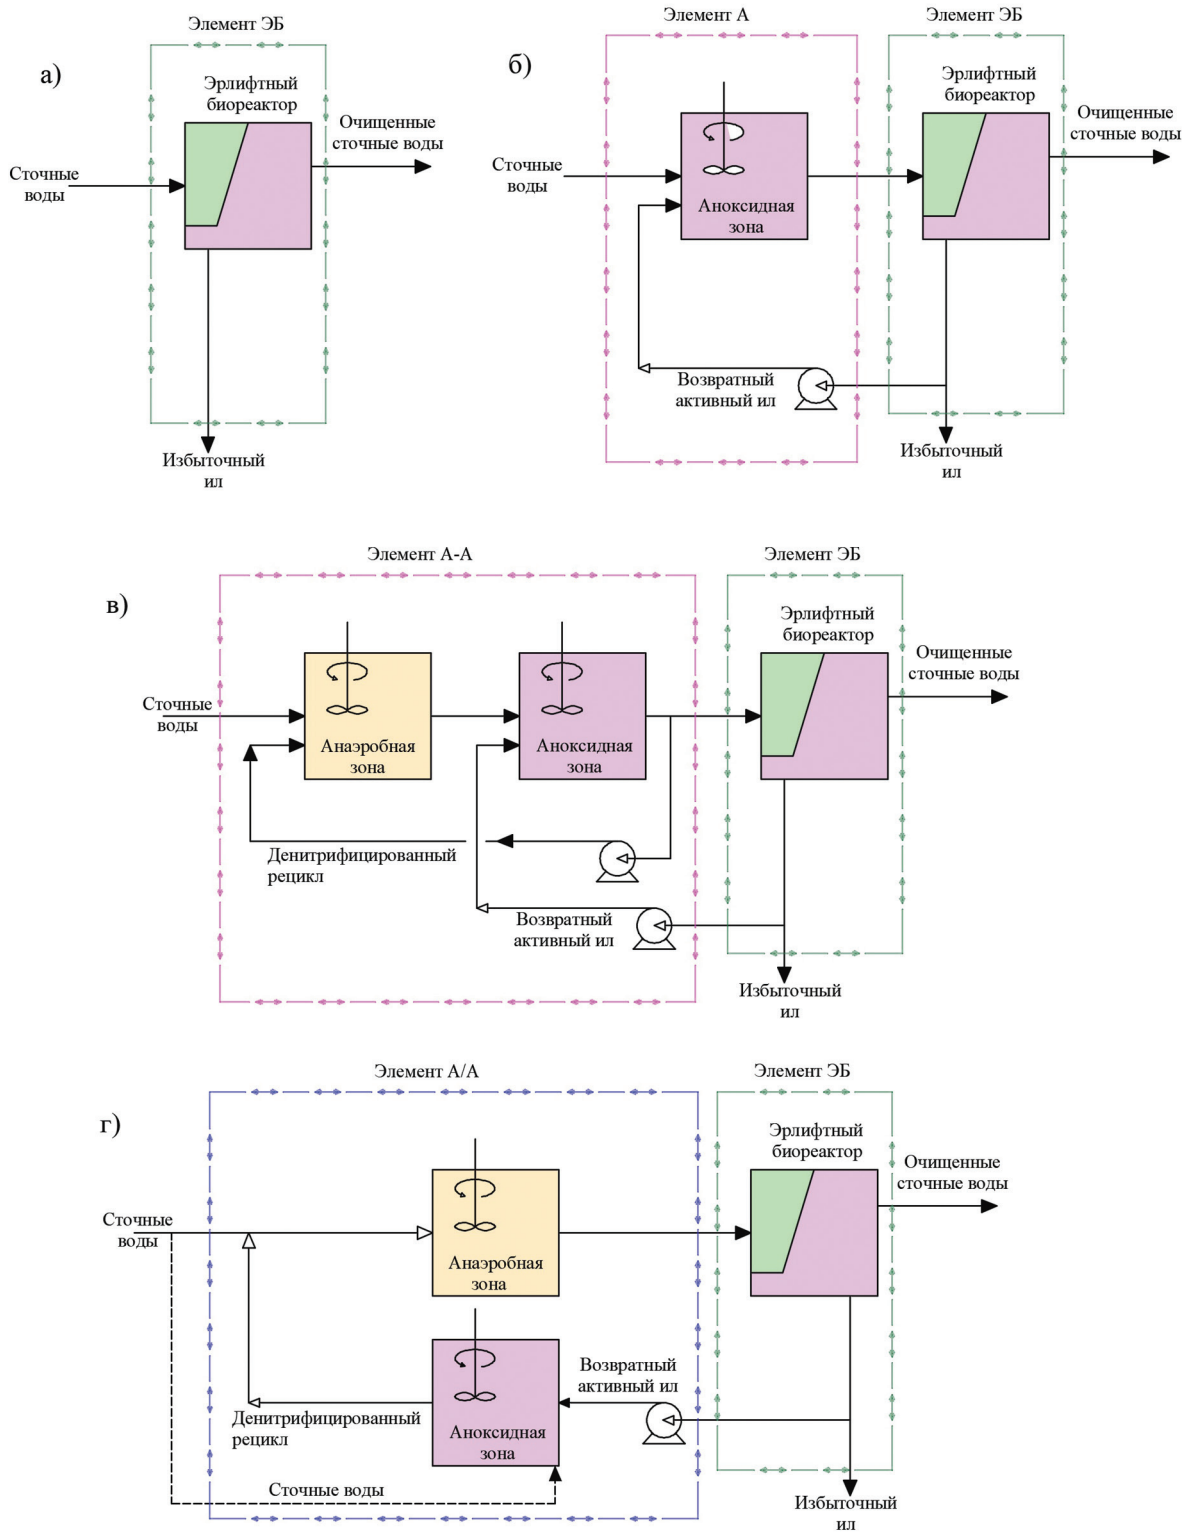 Элемент ЭБ
а)
Эрлифтный
биореактор
Очищенные
сточные воды
Сточные
воды
Избыточный
ил
Элемент А
Элемент ЭБ
б)
Эрлифтный
биореактор
Очищенные
сточные воды
Сточные
воды
Аноксидная
зона
Возвратный
активный ил
Избыточный
ил
Элемент А-А
Элемент ЭБ
в)
Эрлифтный
биореактор
Очищенные
сточные воды
Сточные
воды
Анаэробная
зона
Аноксидная
зона
Денитрифицированный
рецикл
Возвратный
активный ил
Избыточный
ил
Элемент А/А
Элемент ЭБ
г)
Эрлифтный
биореактор
Очищенные
сточные воды
Сточные
воды
Анаэробная
зона
Возвратный
активный ил
Денитрифицированный
рецикл
Аноксидная
зона
Сточные воды
Избыточный
ил